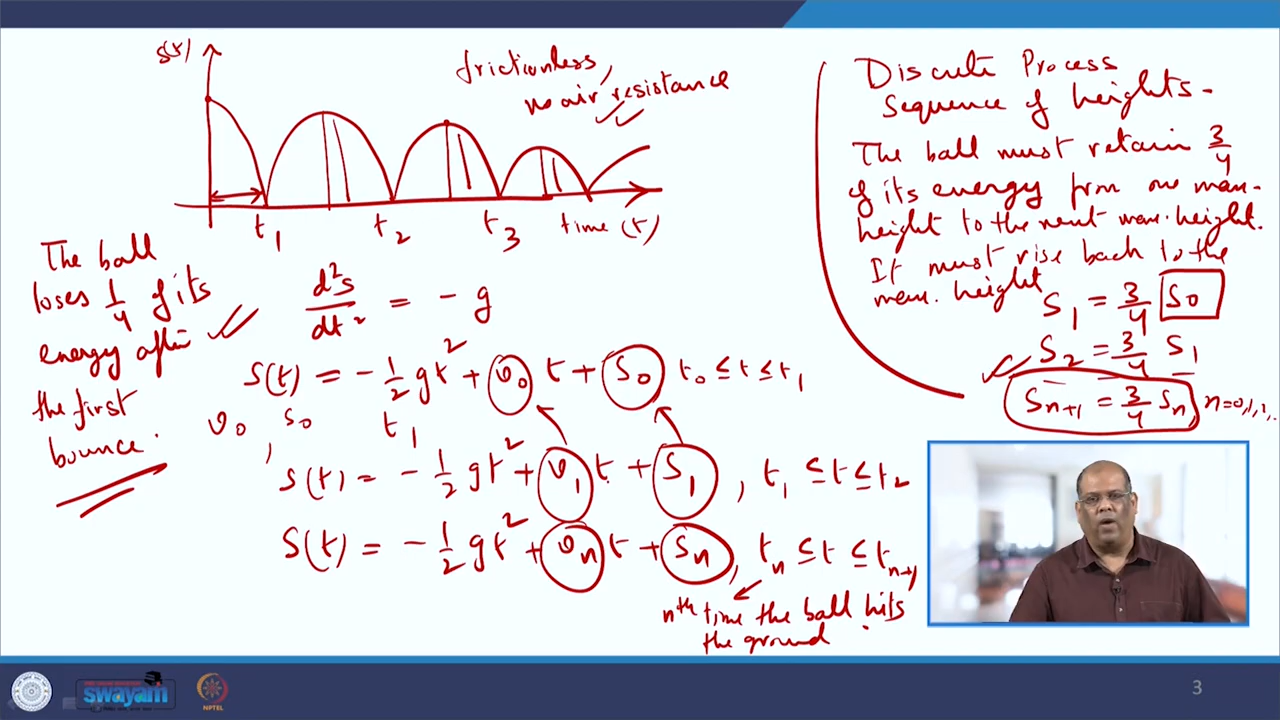 s(t)
frictionless,
no air resistance
t₁
t₂
t₃
time (t)
The ball
loses 1/4 of its
energy after
the first
bounce.
d²s/dt² = - g
s(t) = - 1/2 gt² + v₀ t + s₀ t₀ ≤ t ≤ t₁
v₀, s₀ t₁
s(t) = - 1/2 gt² + v₁ t + s₁, t₁ ≤ t ≤ t₂
s(t) = - 1/2 gt² + vₙ t + sₙ, tₙ ≤ t ≤ tₙ₊₁
nth time the ball hits
the ground
Discrete Process
Sequence of heights.
The ball must retain 3/4
of its energy from one max.
height to the next max. height.
It must rise back to the
max. height
s₁ = 3/4 s₀
s₂ = 3/4 s₁
sₙ₊₁ = 3/4 sₙ, n=0,1,2,..
swayam
NPTEL
3